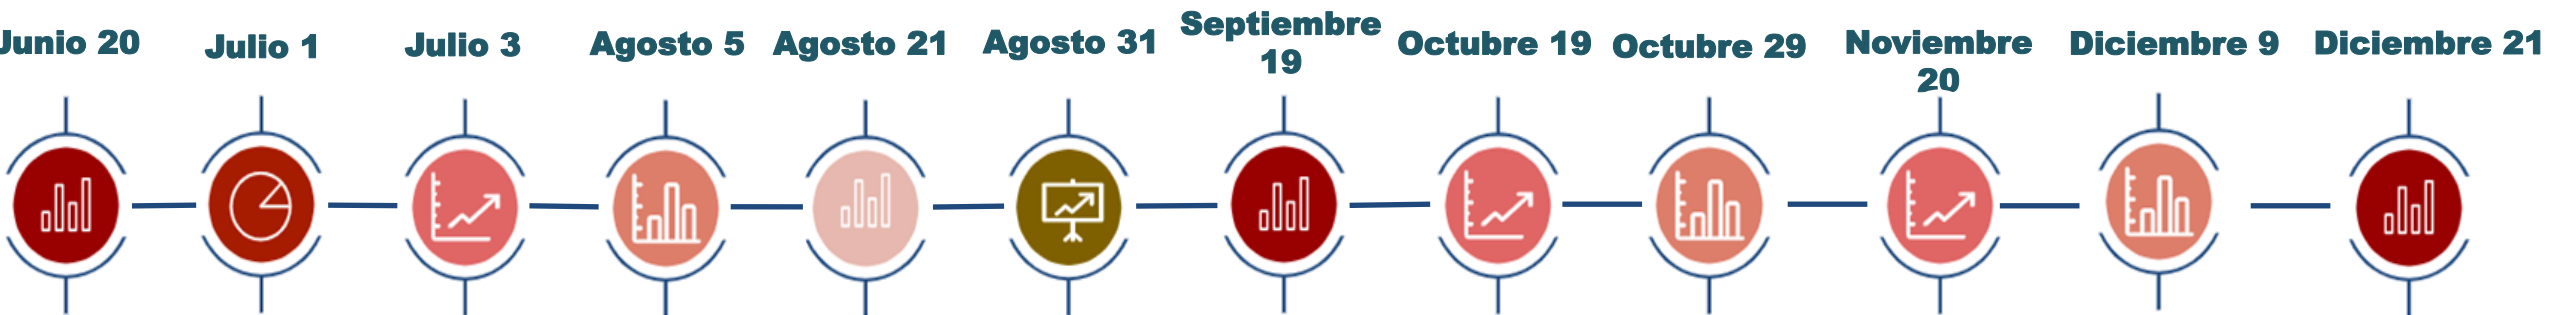 Junio 20
Julio 1
Julio 3
Agosto 5
Agosto 21
Agosto 31
Septiembre
19
Octubre 19
Octubre 29
Noviembre
20
Diciembre 9
Diciembre 21